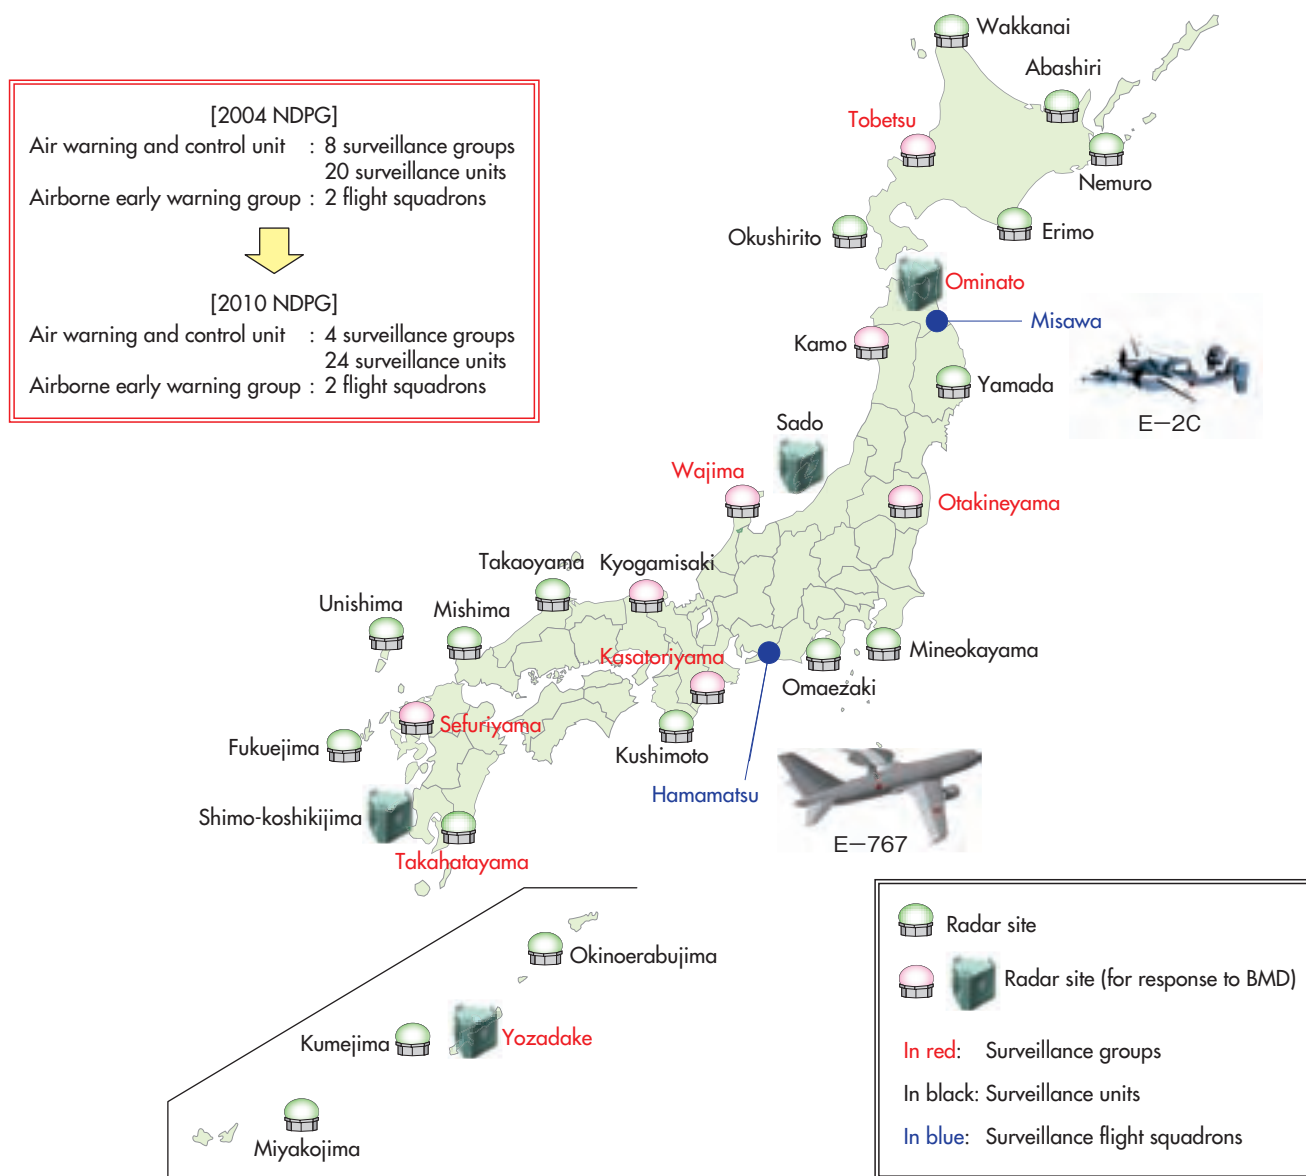 [2004 NDPG]
Air warning and control unit : 8 surveillance groups
20 surveillance units
Airborne early warning group : 2 flight squadrons
[2010 NDPG]
Air warning and control unit : 4 surveillance groups
24 surveillance units
Airborne early warning group : 2 flight squadrons
Wakkanai
Abashiri
Tobetsu
Nemuro
Okushirito
Erimo
Ominato
Misawa
Kamo
Yamada
E−2C
Sado
Wajima
Otakineyama
Takaoyama
Kyogamisaki
Unishima
Mishima
Mineokayama
Kasatoriyama
Omaezaki
Sefuriyama
Fukuejima
Kushimoto
Hamamatsu
Shimo-koshikijima
E−767
Takahatayama
Okinoerabujima
Kumejima
Yozadake
Miyakojima
Radar site
Radar site (for response to BMD)
In red: Surveillance groups
In black: Surveillance units
In blue: Surveillance flight squadrons